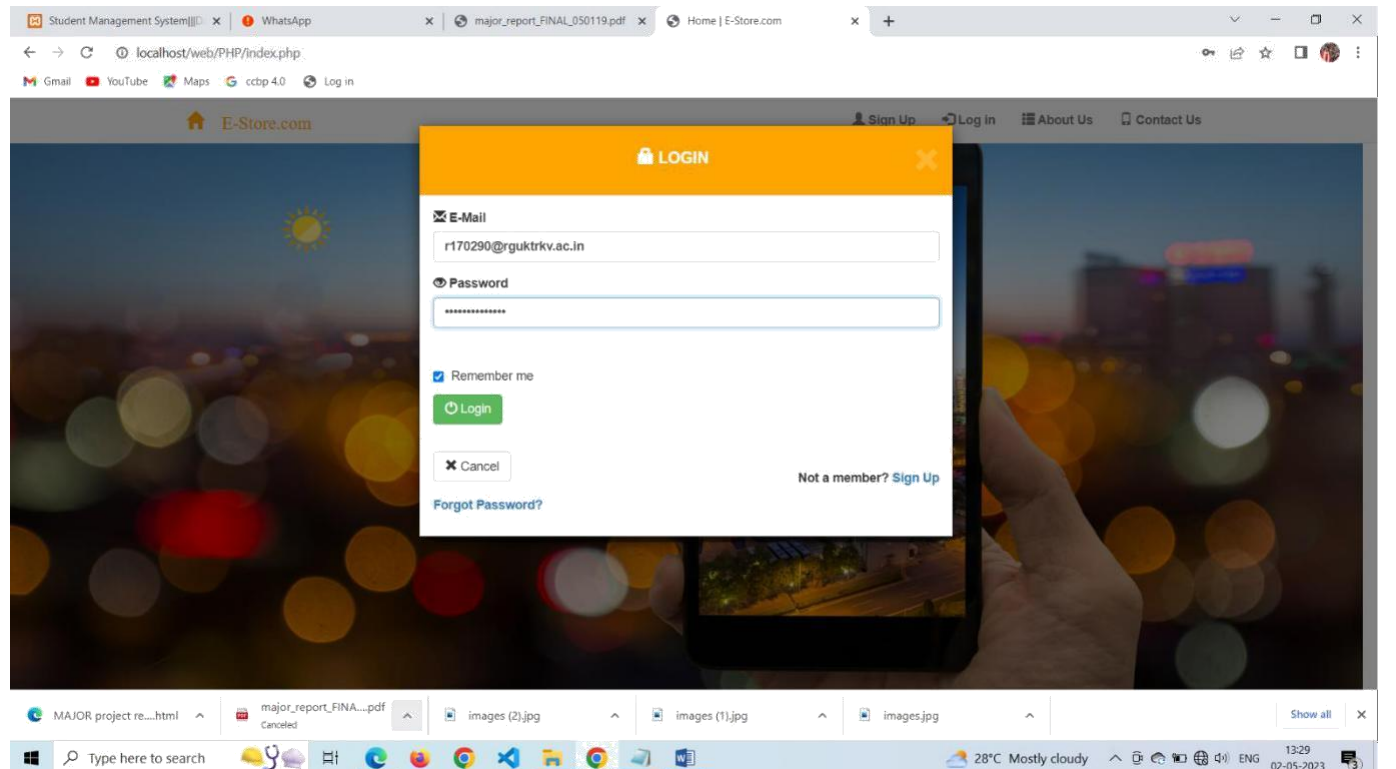 Student Management System|||D
WhatsApp
major_report_FINAL_050119.pdf
Home | E-Store.com
localhost/web/PHP/index.php
Gmail YouTube Maps ccbp 4.0 Log in
E-Store.com Sign Up Log in About Us Contact Us
LOGIN
E-Mail
r170290@rguktrkv.ac.in
Password
Remember me
Login
Cancel
Not a member? Sign Up
Forgot Password?
MAJOR project re....html major_report_FINA....pdf images (2).jpg images (1).jpg images.jpg Show all
Canceled
Type here to search 28°C Mostly cloudy ENG 13:29
02-05-2023 3